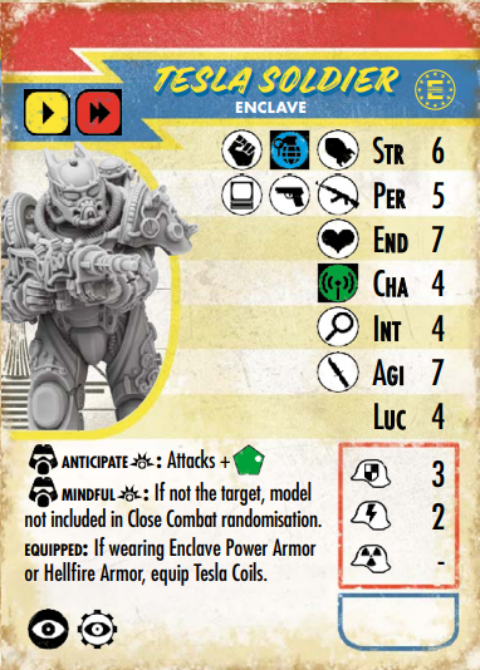 TESLA SOLDIER
ENCLAVE
E
STR 6
PER 5
END 7
CHA 4
INT 4
AGI 7
LUC 4
ANTICIPATE : Attacks +
MINDFUL : If not the target, model
not included in Close Combat randomisation.
EQUIPPED: If wearing Enclave Power Armor
or Hellfire Armor, equip Tesla Coils.
3
2
-